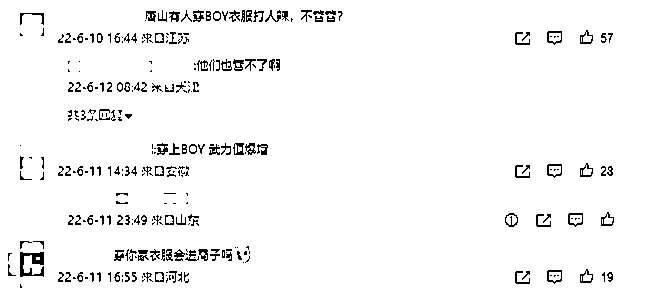 唐山有人穿BOY衣服打人辣，不管管？
22-6-10 16:44 来自江苏
57
:他们也管不了啊
22-6-12 08:42 来自天津
共3条回复
:穿上BOY 武力值爆增
22-6-11 14:34 来自安徽
23
22-6-11 23:49 来自山东
穿你家衣服会进局子吗
22-6-11 16:55 来自河北
19